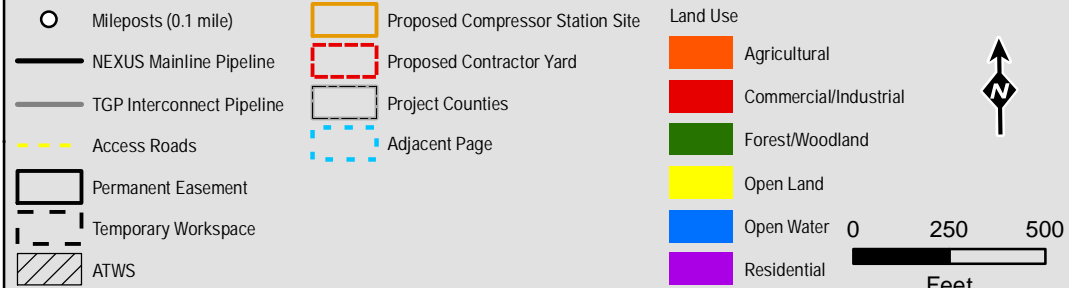 Mileposts (0.1 mile)
NEXUS Mainline Pipeline
TGP Interconnect Pipeline
Access Roads
Permanent Easement
Temporary Workspace
ATWS
Proposed Compressor Station Site
Proposed Contractor Yard
Project Counties
Adjacent Page
Land Use
Agricultural
Commercial/Industrial
Forest/Woodland
Open Land
Open Water
Residential
N
0 250 500
Feet